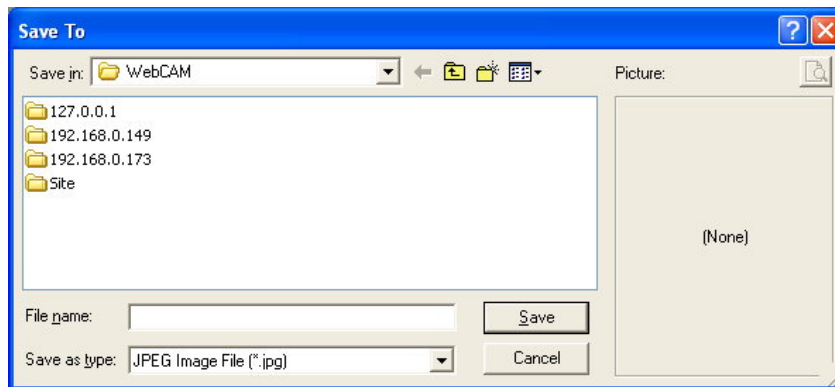 Save To
Save in: WebCAM
Picture:
127.0.0.1
192.168.0.149
192.168.0.173
Site
(None)
File name:
Save
Save as type: JPEG Image File (*.jpg)
Cancel